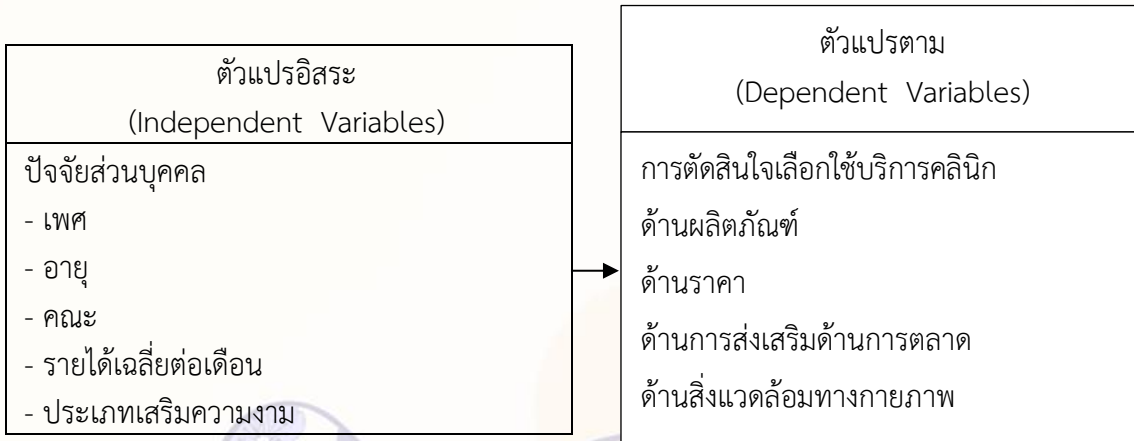 ตัวแปรอิสระ
(Independent Variables)
ปัจจัยส่วนบุคคล
- เพศ
- อายุ
- คณะ
- รายได้เฉลี่ยต่อเดือน
- ประเภทเสริมความงาม
ตัวแปรตาม
(Dependent Variables)
การตัดสินใจเลือกใช้บริการคลินิก
ด้านผลิตภัณฑ์
ด้านราคา
ด้านการส่งเสริมด้านการตลาด
ด้านสิ่งแวดล้อมทางกายภาพ